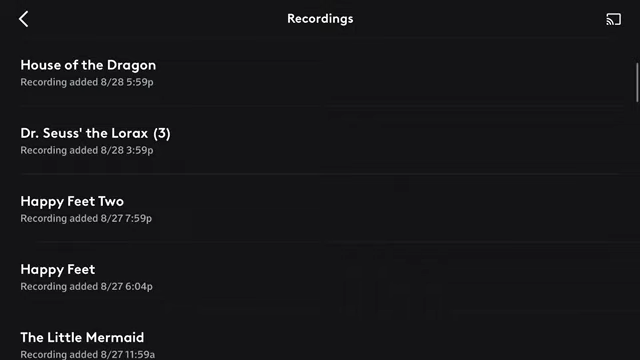 Recordings
House of the Dragon
Recording added 8/28 5:59p
Dr. Seuss' the Lorax (3)
Recording added 8/28 3:59p
Happy Feet Two
Recording added 8/27 7:59p
Happy Feet
Recording added 8/27 6:04p
The Little Mermaid
Recording added 8/27 11:59a